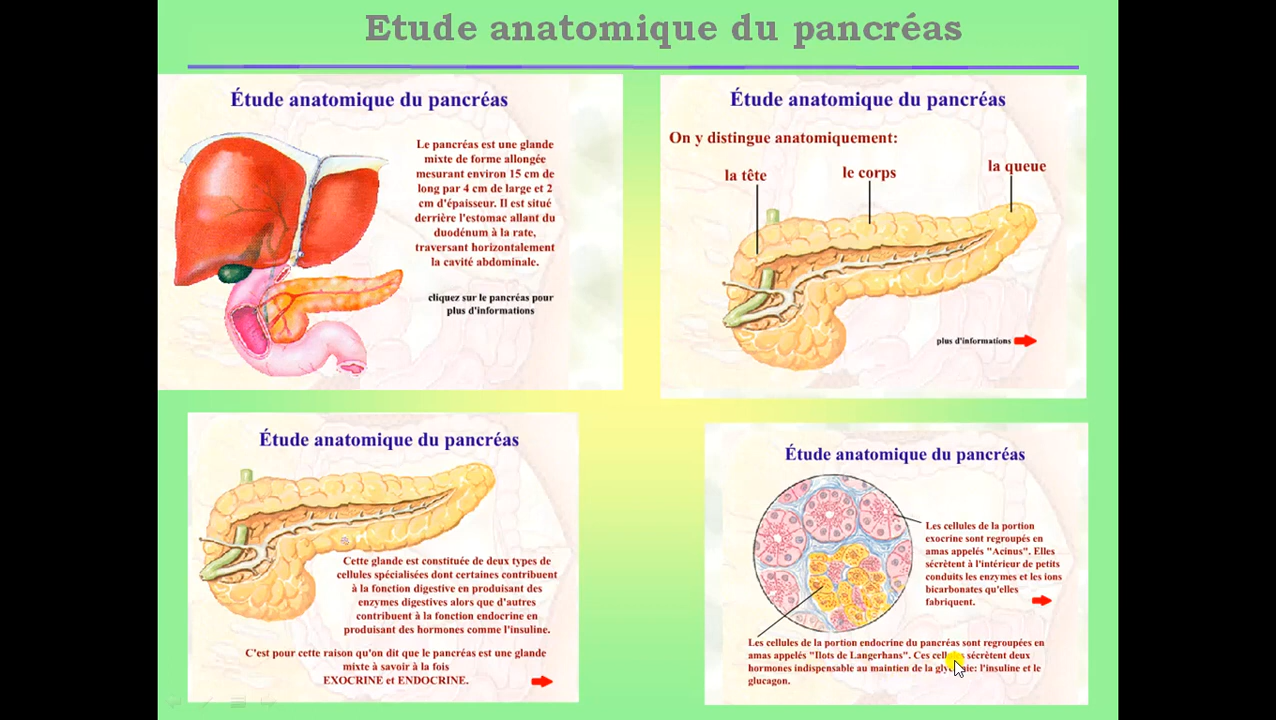 Etude anatomique du pancréas
Étude anatomique du pancréas
Le pancréas est une glande
mixte de forme allongée
mesurant environ 15 cm de
long par 4 cm de large et 2
cm d'épaisseur. Il est situé
derrière l'estomac allant du
duodénum à la rate,
traversant horizontalement
la cavité abdominale.
cliquez sur le pancréas pour
plus d'informations
Étude anatomique du pancréas
On y distingue anatomiquement:
la tête
le corps
la queue
plus d'informations
Étude anatomique du pancréas
Cette glande est constituée de deux types de
cellules spécialisées dont certaines contribuent
à la fonction digestive en produisant des
enzymes digestives alors que d'autres
contribuent à la fonction endocrine en
produisant des hormones comme l'insuline.
C'est pour cette raison qu'on dit que le pancréas est une glande
mixte à savoir à la fois
EXOCRINE et ENDOCRINE.
Étude anatomique du pancréas
Les cellules de la portion
exocrine sont regroupés en
amas appelés "Acinus". Elles
sécrètent à l'intérieur de petits
conduits les enzymes et les ions
bicarbonates qu'elles
fabriquent.
Les cellules de la portion endocrine du pancréas sont regroupées en
amas appelés "Ilots de Langerhans". Ces sécrètent deux
hormones indispensable au maintien de la l'insuline et le
glucagon.